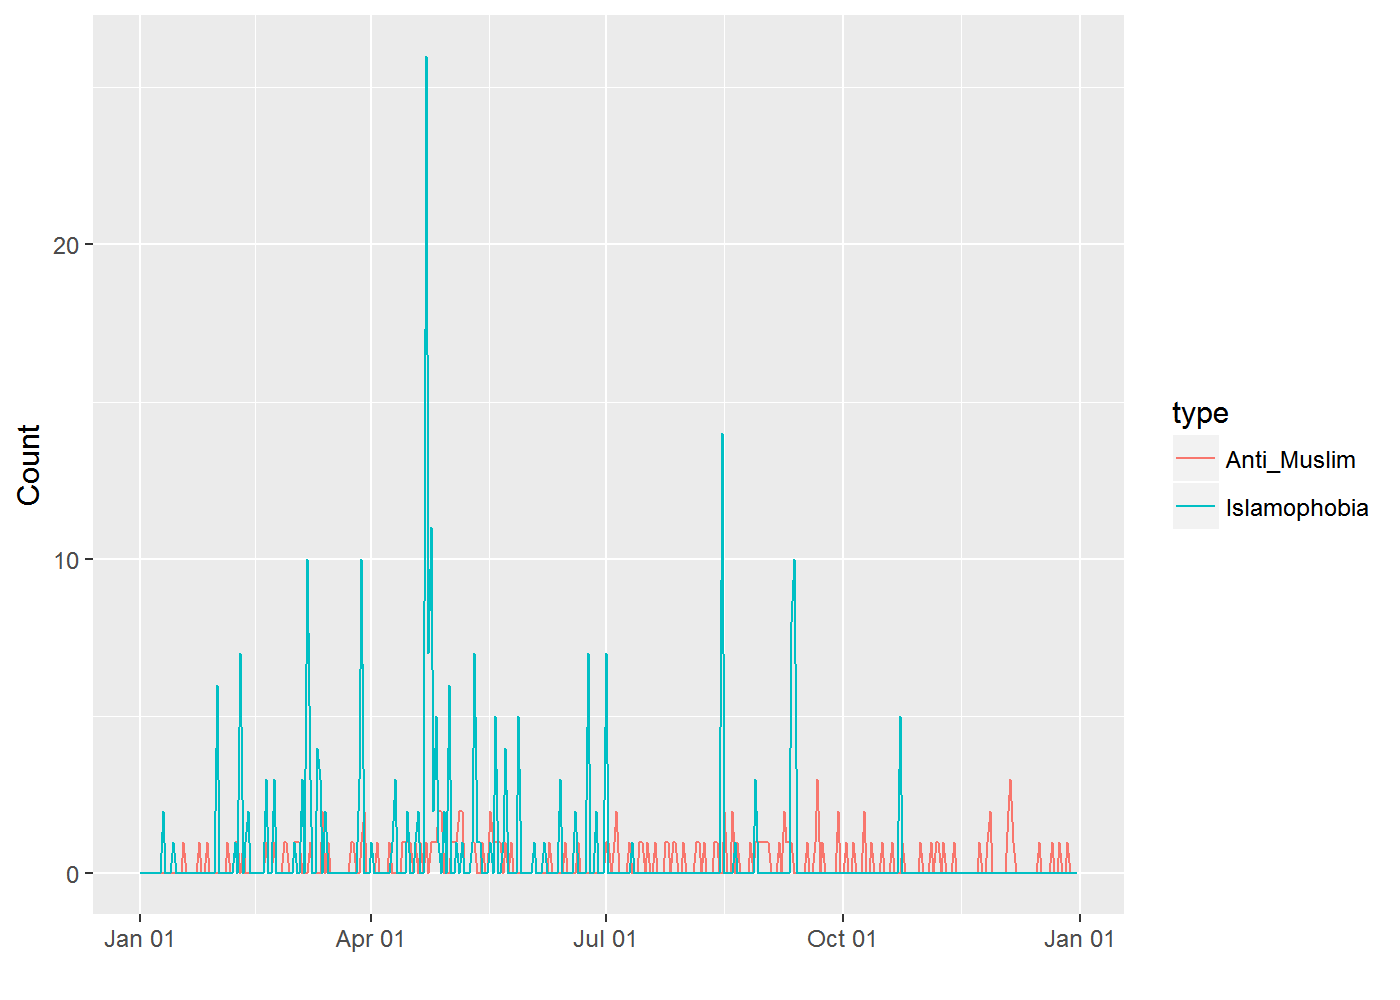 Count
20
10
0
Jan 01
Apr 01
Jul 01
Oct 01
Jan 01
type
Anti_Muslim
Islamophobia